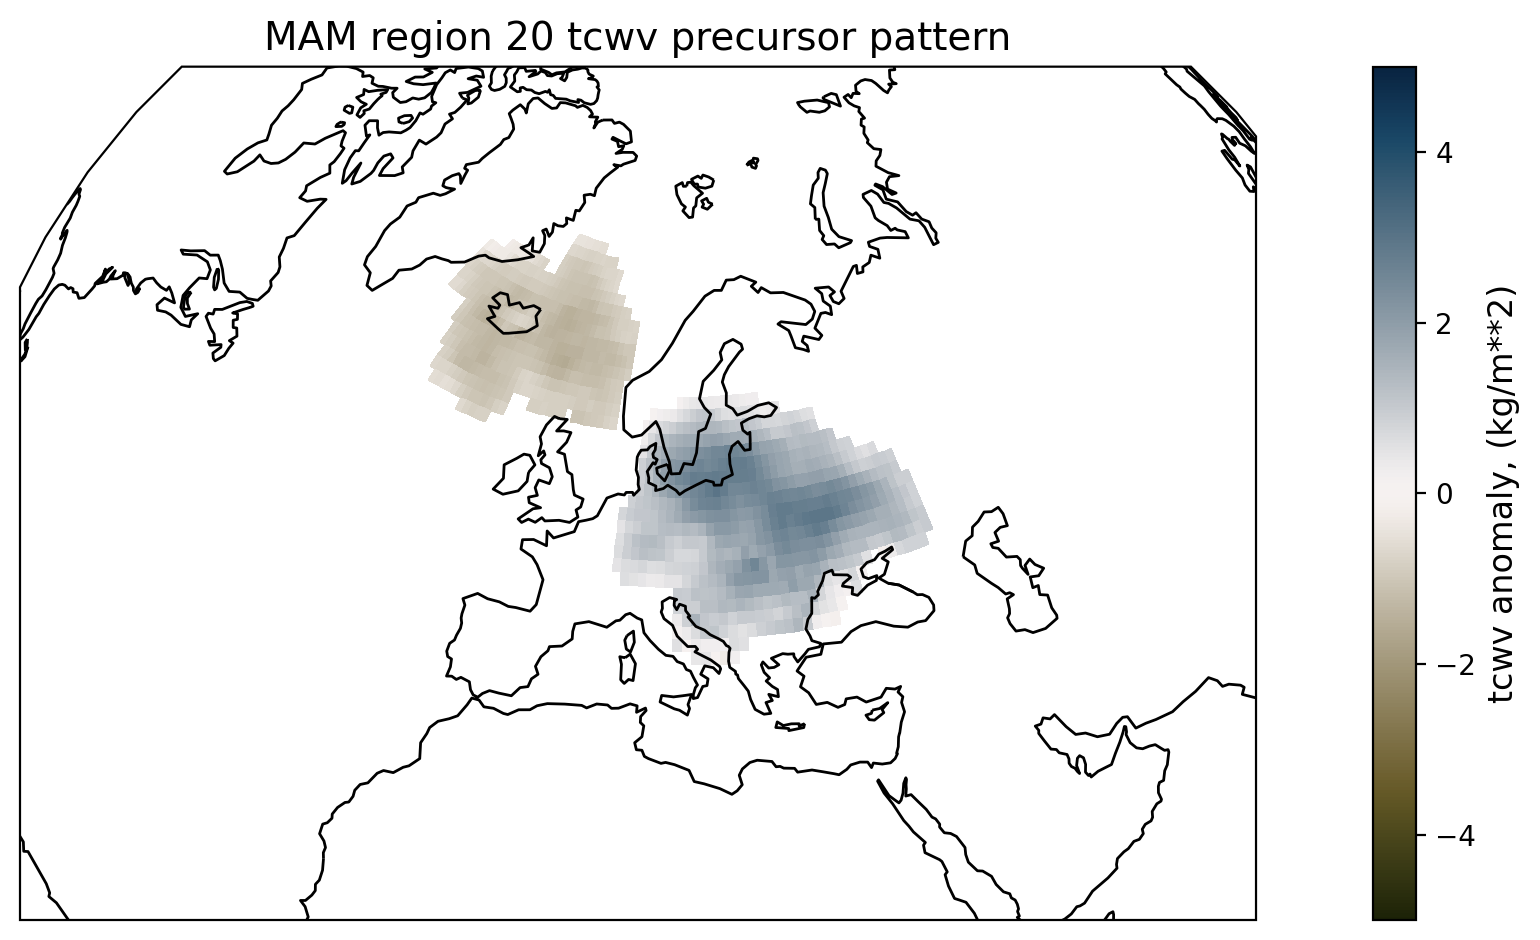 MAM region 20 tcwv precursor pattern
4
2
0
−2
−4
tcwv anomaly, (kg/m**2)